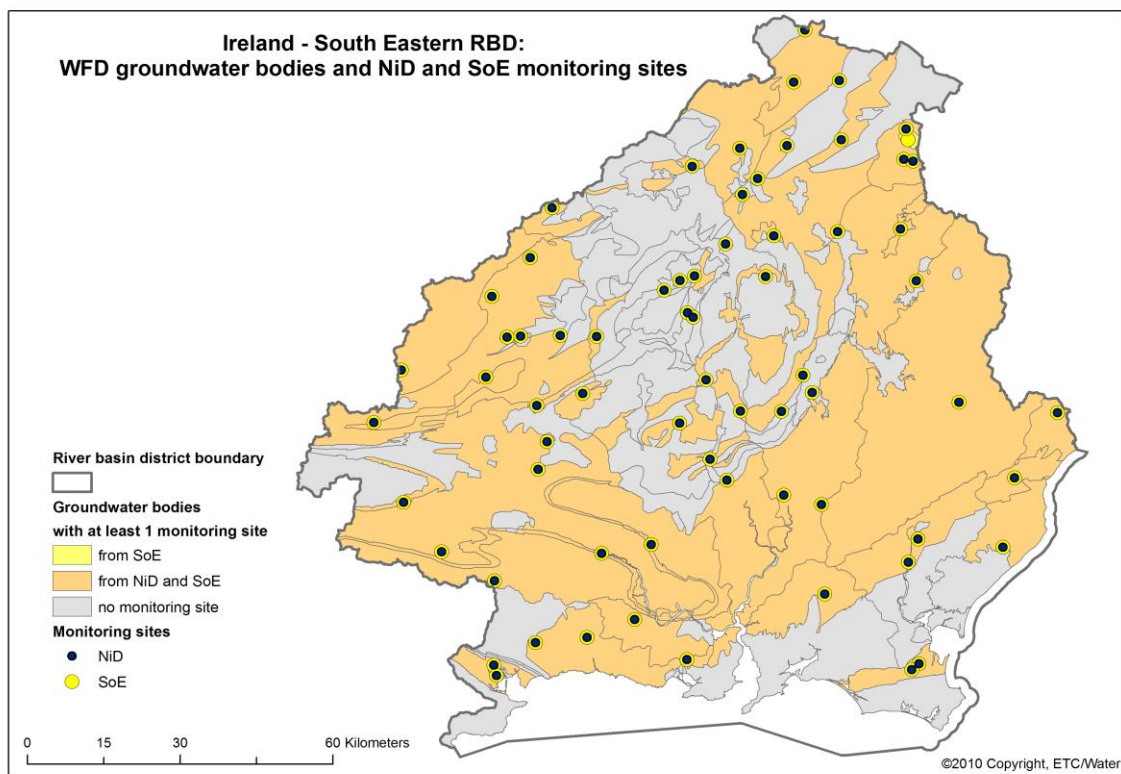 Ireland - South Eastern RBD:
WFD groundwater bodies and NiD and SoE monitoring sites
River basin district boundary
Groundwater bodies
with at least 1 monitoring site
from SoE
from NiD and SoE
no monitoring site
Monitoring sites
NiD
SoE
0 15 30 60 Kilometers
©2010 Copyright, ETC/Water